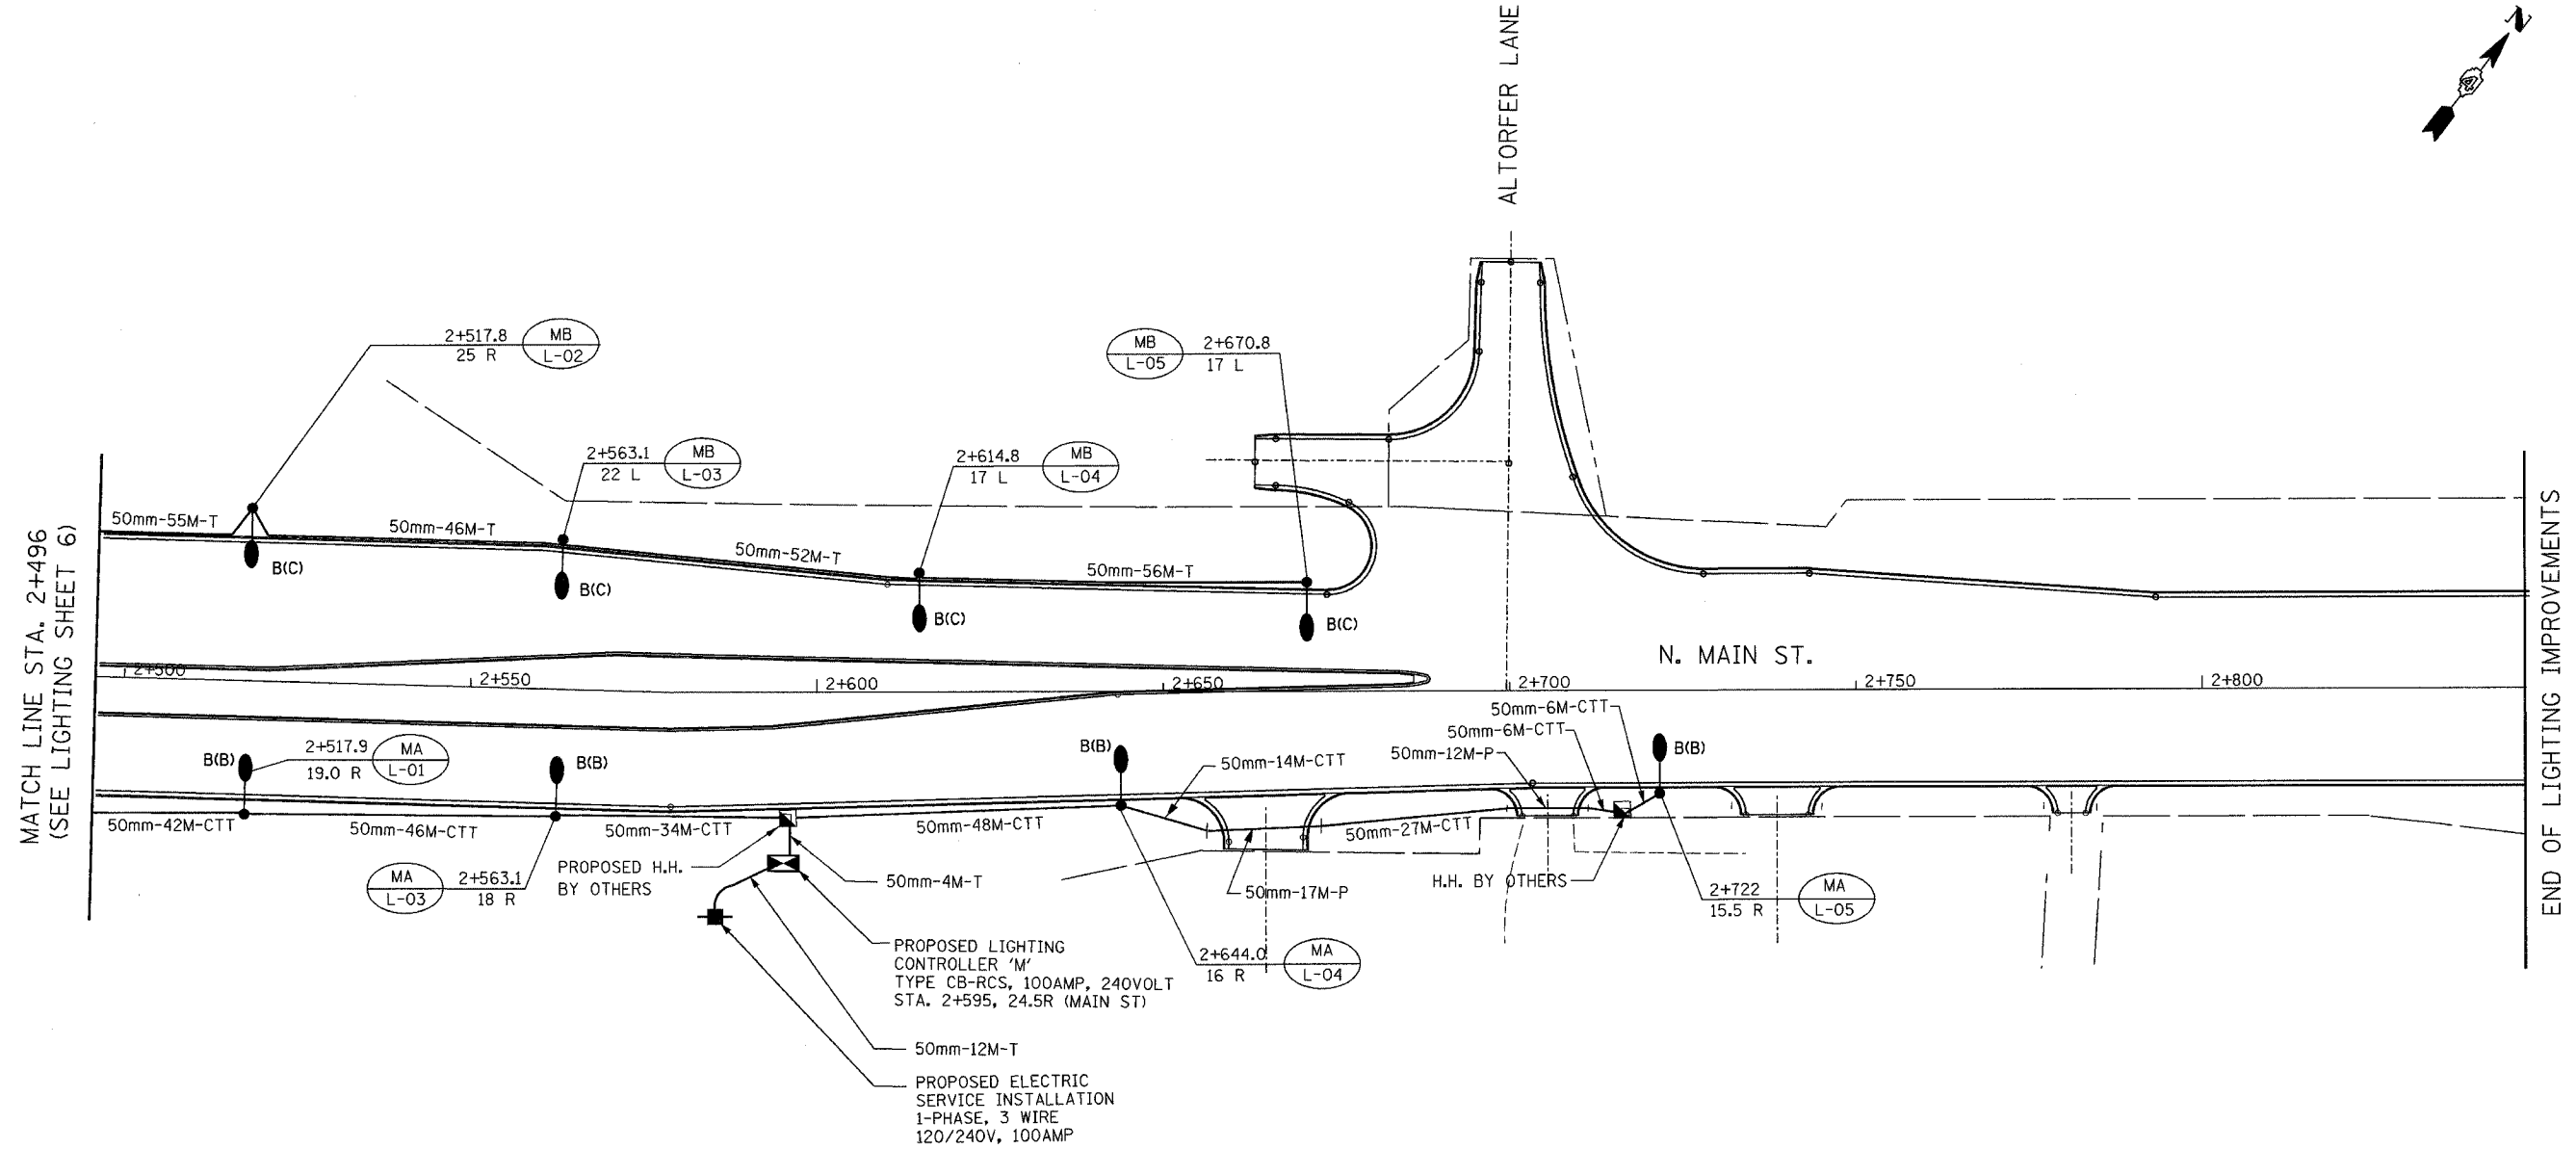 ALTORFER LANE
N
2+517.8
25 R
MB
L-02
MB
L-05
2+670.8
17 L
2+563.1
22 L
MB
L-03
2+614.8
17 L
MB
L-04
MATCH LINE STA. 2+496
(SEE LIGHTING SHEET 6)
50mm-55M-T
50mm-46M-T
50mm-52M-T
50mm-56M-T
B(C)
B(C)
B(C)
B(C)
END OF LIGHTING IMPROVEMENTS
N. MAIN ST.
2+500
2+550
2+600
2+650
2+700
2+750
2+800
50mm-6M-CTT
50mm-6M-CTT
50mm-12M-P
B(B)
2+517.9
19.0 R
MA
L-01
B(B)
B(B)
50mm-14M-CTT
B(B)
50mm-42M-CTT
50mm-46M-CTT
50mm-34M-CTT
50mm-48M-CTT
50mm-27M-CTT
MA
L-03
2+563.1
18 R
PROPOSED H.H.
BY OTHERS
50mm-4M-T
50mm-17M-P
H.H. BY OTHERS
2+722
15.5 R
MA
L-05
2+644.0
16 R
MA
L-04
PROPOSED LIGHTING
CONTROLLER 'M'
TYPE CB-RCS, 100AMP, 240VOLT
STA. 2+595, 24.5R (MAIN ST)
50mm-12M-T
PROPOSED ELECTRIC
SERVICE INSTALLATION
1-PHASE, 3 WIRE
120/240V, 100AMP